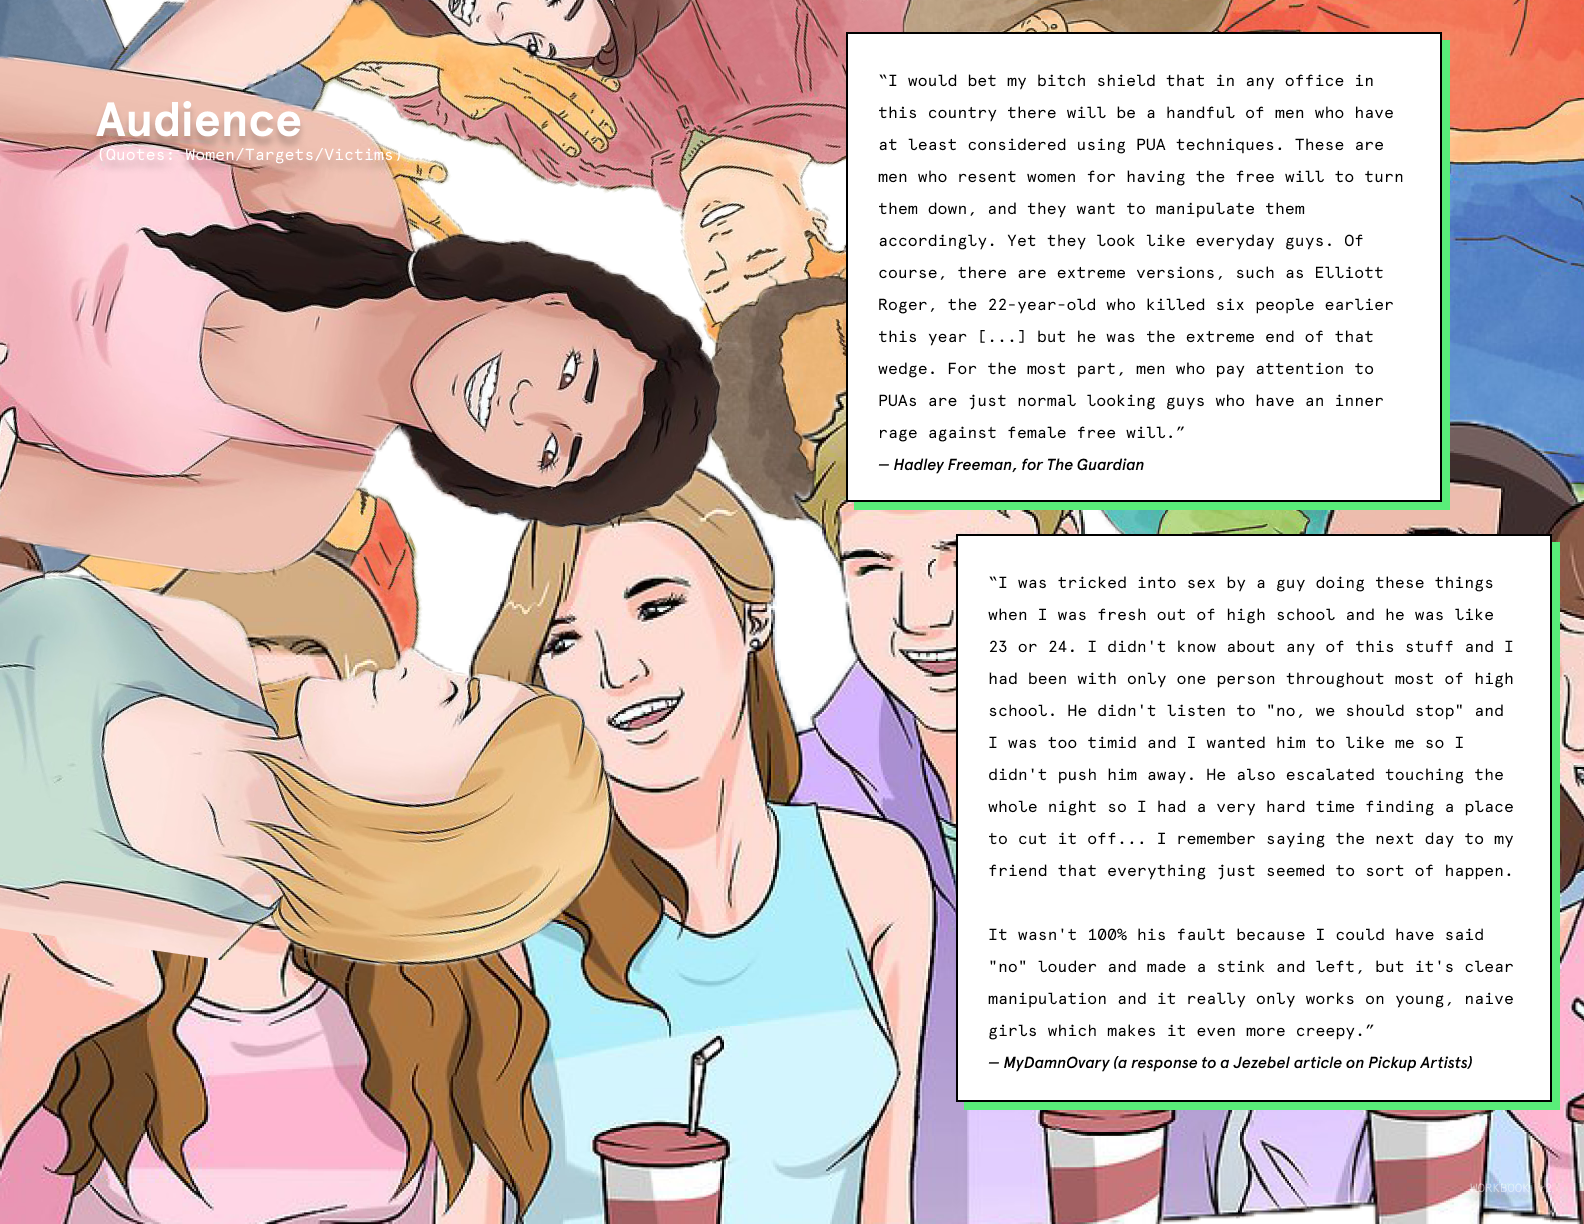 Audience
(Quotes: Women/Targets/Victims)
“I would bet my bitch shield that in any office in
this country there will be a handful of men who have
at least considered using PUA techniques. These are
men who resent women for having the free will to turn
them down, and they want to manipulate them
accordingly. Yet they look like everyday guys. Of
course, there are extreme versions, such as Elliott
Roger, the 22-year-old who killed six people earlier
this year [...] but he was the extreme end of that
wedge. For the most part, men who pay attention to
PUAs are just normal looking guys who have an inner
rage against female free will.”
— Hadley Freeman, for The Guardian
“I was tricked into sex by a guy doing these things
when I was fresh out of high school and he was like
23 or 24. I didn't know about any of this stuff and I
had been with only one person throughout most of high
school. He didn't listen to "no, we should stop" and
I was too timid and I wanted him to like me so I
didn't push him away. He also escalated touching the
whole night so I had a very hard time finding a place
to cut it off... I remember saying the next day to my
friend that everything just seemed to sort of happen.
It wasn't 100% his fault because I could have said
"no" louder and made a stink and left, but it's clear
manipulation and it really only works on young, naive
girls which makes it even more creepy.”
— MyDamnOvary (a response to a Jezebel article on Pickup Artists)
WORKBOOK